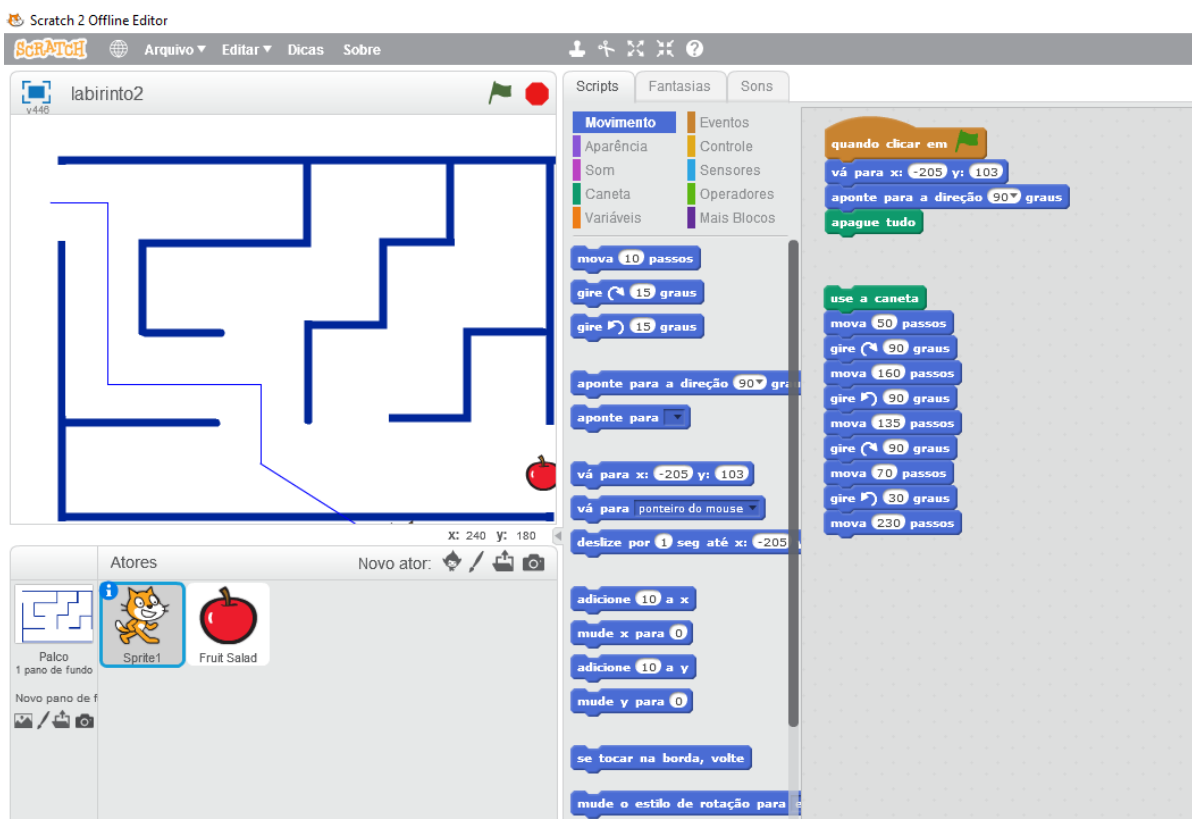 Scratch 2 Offline Editor
SCRATCH Arquivo Editar Dicas Sobre
labirinto2
v446
X: 240 y: 180
Atores
Novo ator:
Palco
1 pano de fundo
Novo pano de f
Sprite1
Fruit Salad
Scripts Fantasias Sons
Movimento Eventos
Aparência Controle
Som Sensores
Caneta Operadores
Variáveis Mais Blocos
mova 10 passos
gire 15 graus
gire 15 graus
aponte para a direção 90 gra
aponte para
vá para x: -205 y: 103
vá para ponteiro do mouse
deslize por 1 seg até x: -205
adicione 10 a x
mude x para 0
adicione 10 a y
mude y para 0
se tocar na borda, volte
mude o estilo de rotação para
quando clicar em
vá para x: -205 y: 103
aponte para a direção 90 graus
apague tudo
use a caneta
mova 50 passos
gire 90 graus
mova 160 passos
gire 90 graus
mova 135 passos
gire 90 graus
mova 70 passos
gire 30 graus
mova 230 passos